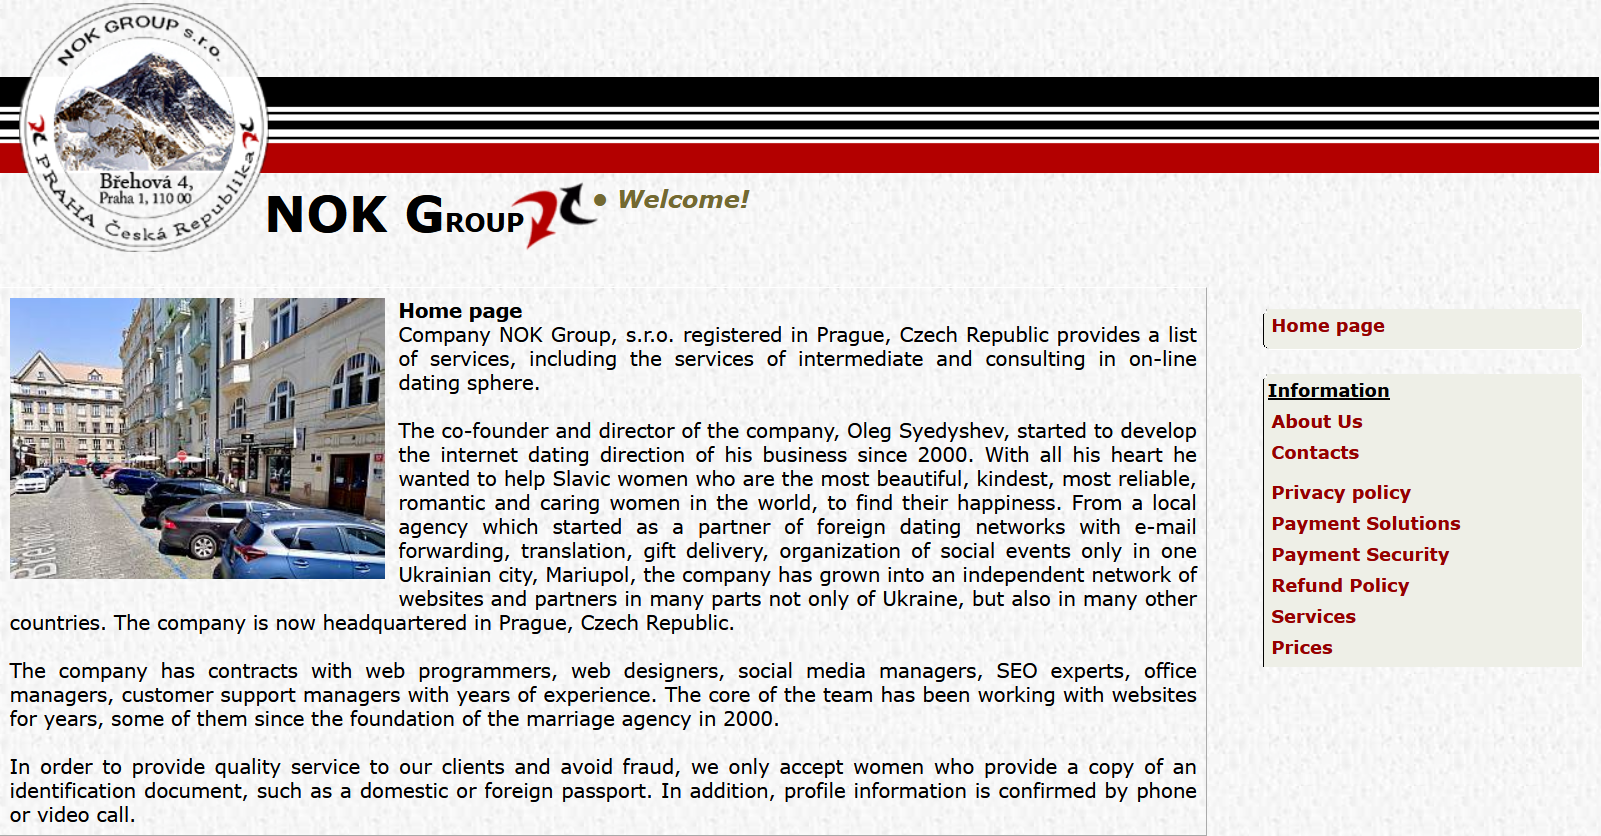 NOK GROUP s.r.o.
Břehová 4,
Praha 1, 110 00
PRAHA Česká Republika
NOK GROUP
• Welcome!
Home page
Company NOK Group, s.r.o. registered in Prague, Czech Republic provides a list
of services, including the services of intermediate and consulting in on-line
dating sphere.
The co-founder and director of the company, Oleg Syedyshev, started to develop
the internet dating direction of his business since 2000. With all his heart he
wanted to help Slavic women who are the most beautiful, kindest, most reliable,
romantic and caring women in the world, to find their happiness. From a local
agency which started as a partner of foreign dating networks with e-mail
forwarding, translation, gift delivery, organization of social events only in one
Ukrainian city, Mariupol, the company has grown into an independent network of
websites and partners in many parts not only of Ukraine, but also in many other
countries. The company is now headquartered in Prague, Czech Republic.
The company has contracts with web programmers, web designers, social media managers, SEO experts, office
managers, customer support managers with years of experience. The core of the team has been working with websites
for years, some of them since the foundation of the marriage agency in 2000.
In order to provide quality service to our clients and avoid fraud, we only accept women who provide a copy of an
identification document, such as a domestic or foreign passport. In addition, profile information is confirmed by phone
or video call.
Home page
Information
About Us
Contacts
Privacy policy
Payment Solutions
Payment Security
Refund Policy
Services
Prices